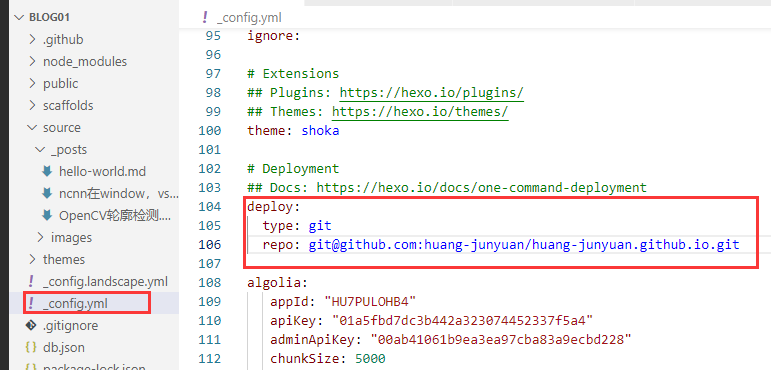 BLOG01
.github
node_modules
public
scaffolds
source
_posts
hello-world.md
ncnn在window，vs...
OpenCV轮廓检测....
images
themes
_config.landscape.yml
_config.yml
.gitignore
db.json
package-lock.json
_config.yml
95 ignore:
96
97 # Extensions
98 ## Plugins: https://hexo.io/plugins/
99 ## Themes: https://hexo.io/themes/
100 theme: shoka
101
102 # Deployment
103 ## Docs: https://hexo.io/docs/one-command-deployment
104 deploy:
105 type: git
106 repo: git@github.com:huang-junyuan/huang-junyuan.github.io.git
107
108 algolia:
109 appId: "HU7PULOHB4"
110 apiKey: "01a5fbd7dc3b442a323074452337f5a4"
111 adminApiKey: "00ab41061b9ea3ea97cba83a9ecbd228"
112 chunkSize: 5000